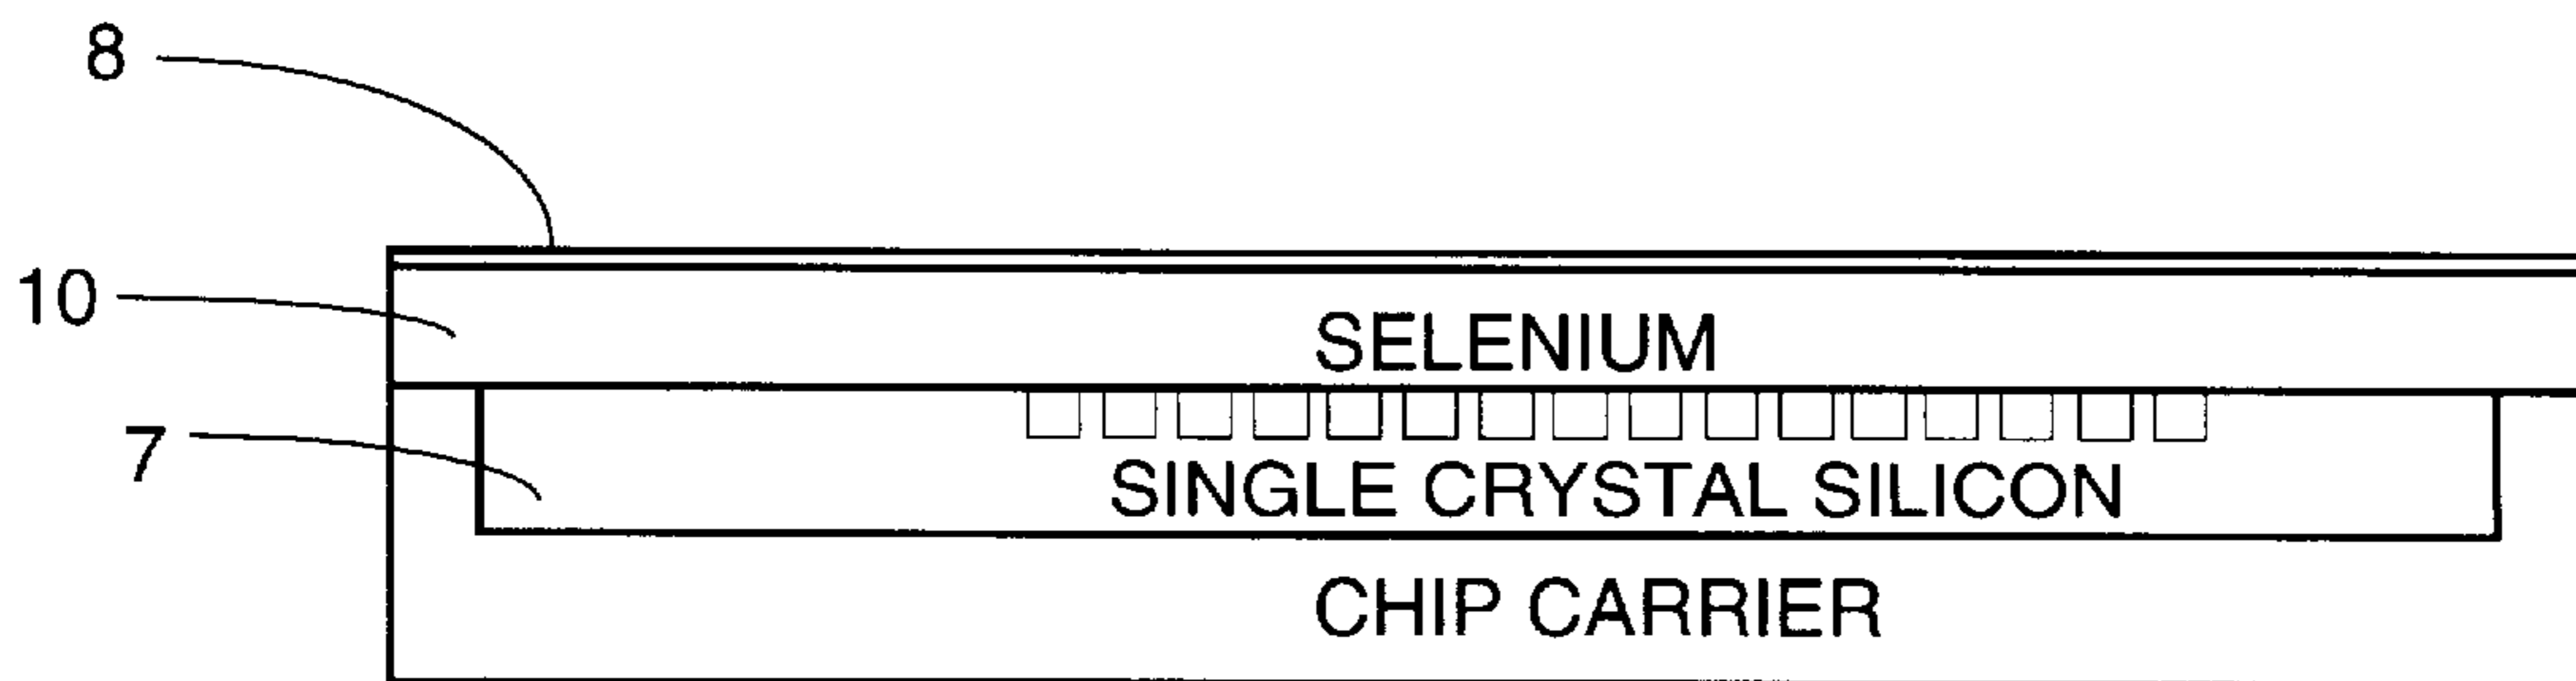 8
10
SELENIUM
7
SINGLE CRYSTAL SILICON
CHIP CARRIER